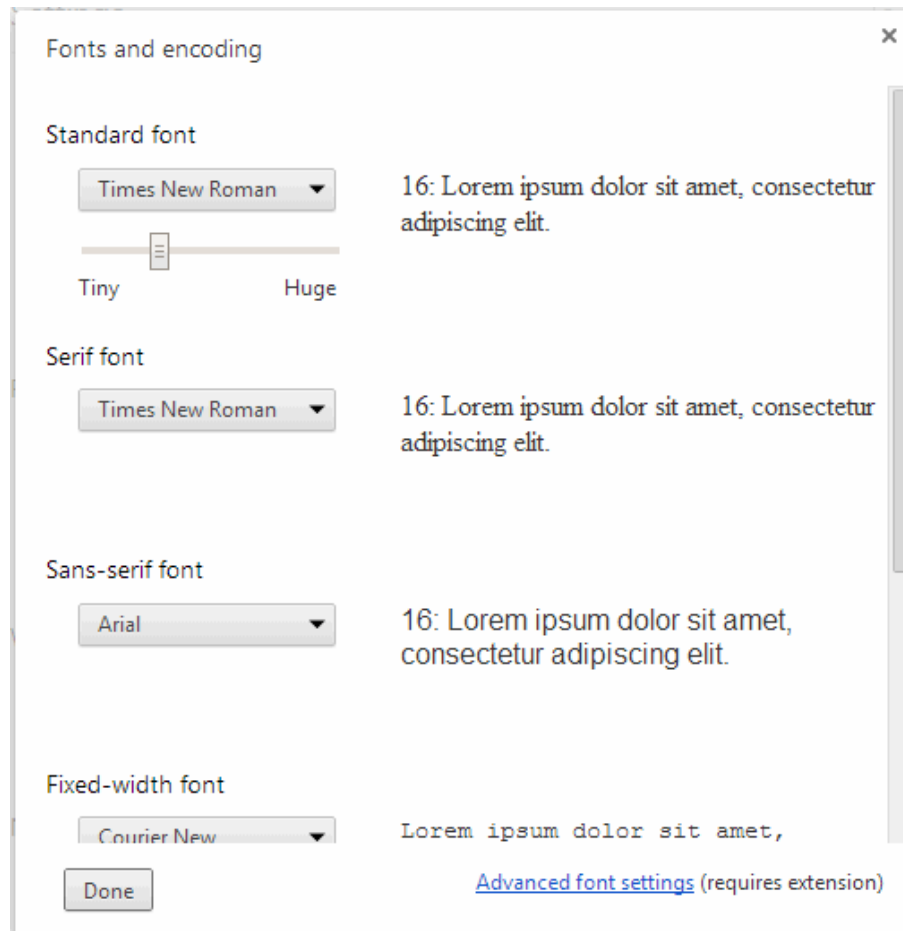 Fonts and encoding
Standard font
Times New Roman
16: Lorem ipsum dolor sit amet, consectetur
adipiscing elit.
Tiny Huge
Serif font
Times New Roman
16: Lorem ipsum dolor sit amet, consectetur
adipiscing elit.
Sans-serif font
Arial
16: Lorem ipsum dolor sit amet,
consectetur adipiscing elit.
Fixed-width font
Courier New
Lorem ipsum dolor sit amet,
Done
Advanced font settings (requires extension)